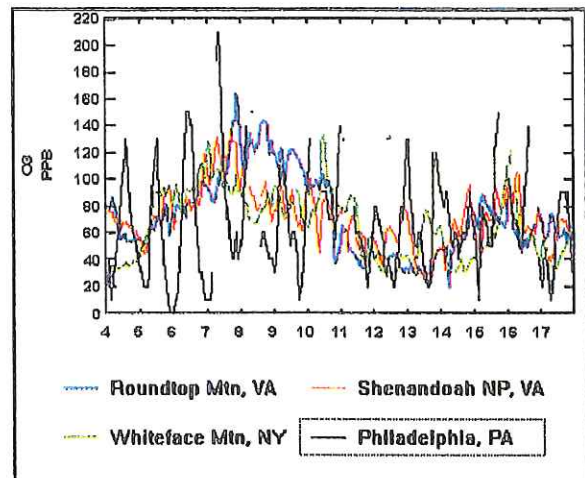 220
200
180
160
140
120
100
80
60
40
20
0
O3
PPB
4 6 6 7 8 9 10 11 12 13 14 15 16 17
Roundtop Mtn, VA
Shenandoah NP, VA
Whiteface Mtn, NY
Philadelphia, PA